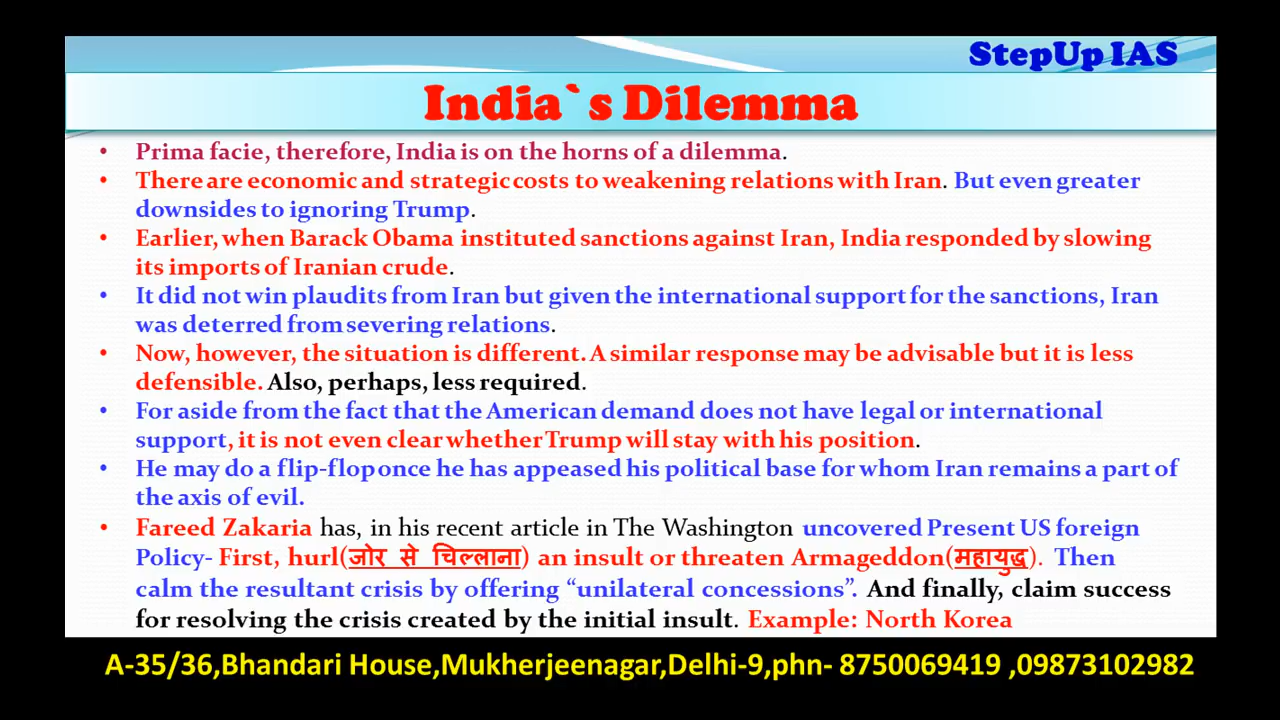 StepUp IAS
India`s Dilemma
• Prima facie, therefore, India is on the horns of a dilemma.
• There are economic and strategic costs to weakening relations with Iran. But even greater
downsides to ignoring Trump.
• Earlier, when Barack Obama instituted sanctions against Iran, India responded by slowing
its imports of Iranian crude.
• It did not win plaudits from Iran but given the international support for the sanctions, Iran
was deterred from severing relations.
• Now, however, the situation is different. A similar response may be advisable but it is less
defensible. Also, perhaps, less required.
• For aside from the fact that the American demand does not have legal or international
support, it is not even clear whether Trump will stay with his position.
• He may do a flip-flop once he has appeased his political base for whom Iran remains a part of
the axis of evil.
• Fareed Zakaria has, in his recent article in The Washington uncovered Present US foreign
Policy- First, hurl(जोर से चिल्लाना) an insult or threaten Armageddon(महायुद्ध). Then
calm the resultant crisis by offering “unilateral concessions”. And finally, claim success
for resolving the crisis created by the initial insult. Example: North Korea
A-35/36,Bhandari House,Mukherjeenagar,Delhi-9,phn- 8750069419 ,09873102982